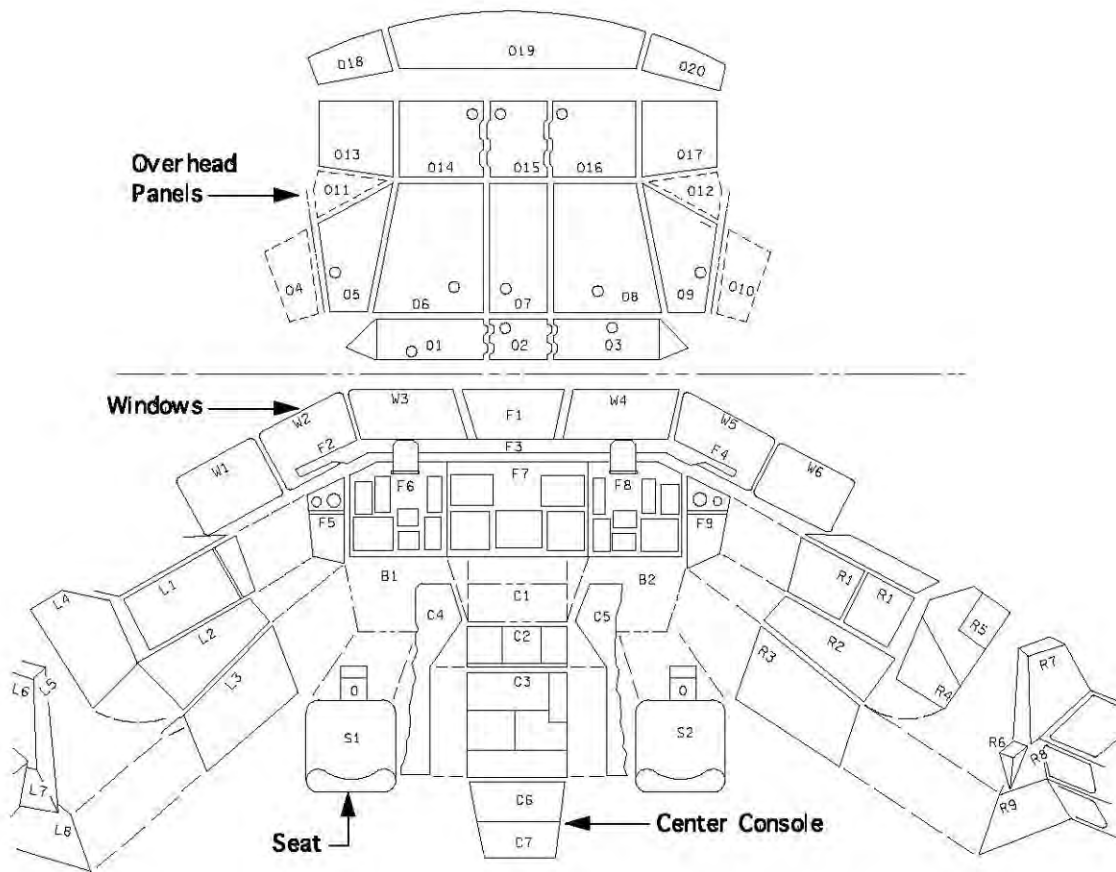 O19
O18
O20
Overhead
Panels
O13
O14
O15
O16
O17
O11
O12
O4
O5
O6
O7
O8
O9
O10
O1
O2
O3
Windows
W1
W2
W3
F1
W4
W5
W6
F2
F3
F4
F5
F6
F7
F8
F9
L4
L1
B1
C1
B2
R1
R1
R5
L2
C4
C2
C5
R2
L3
R3
R4
R7
L6
L5
O
C3
O
S1
S2
R6
R8
L7
L8
C6
R9
Seat
C7
Center Console